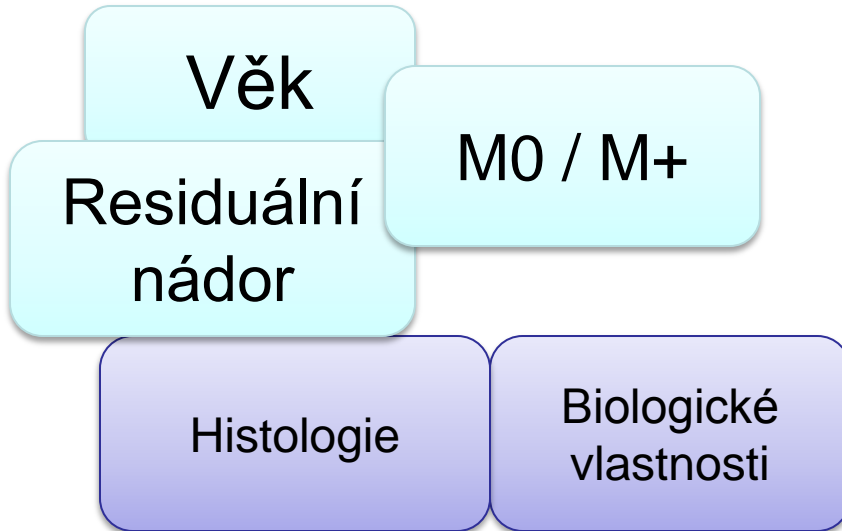 Věk
M0 / M+
Residuální
nádor
Histologie
Biologické
vlastnosti